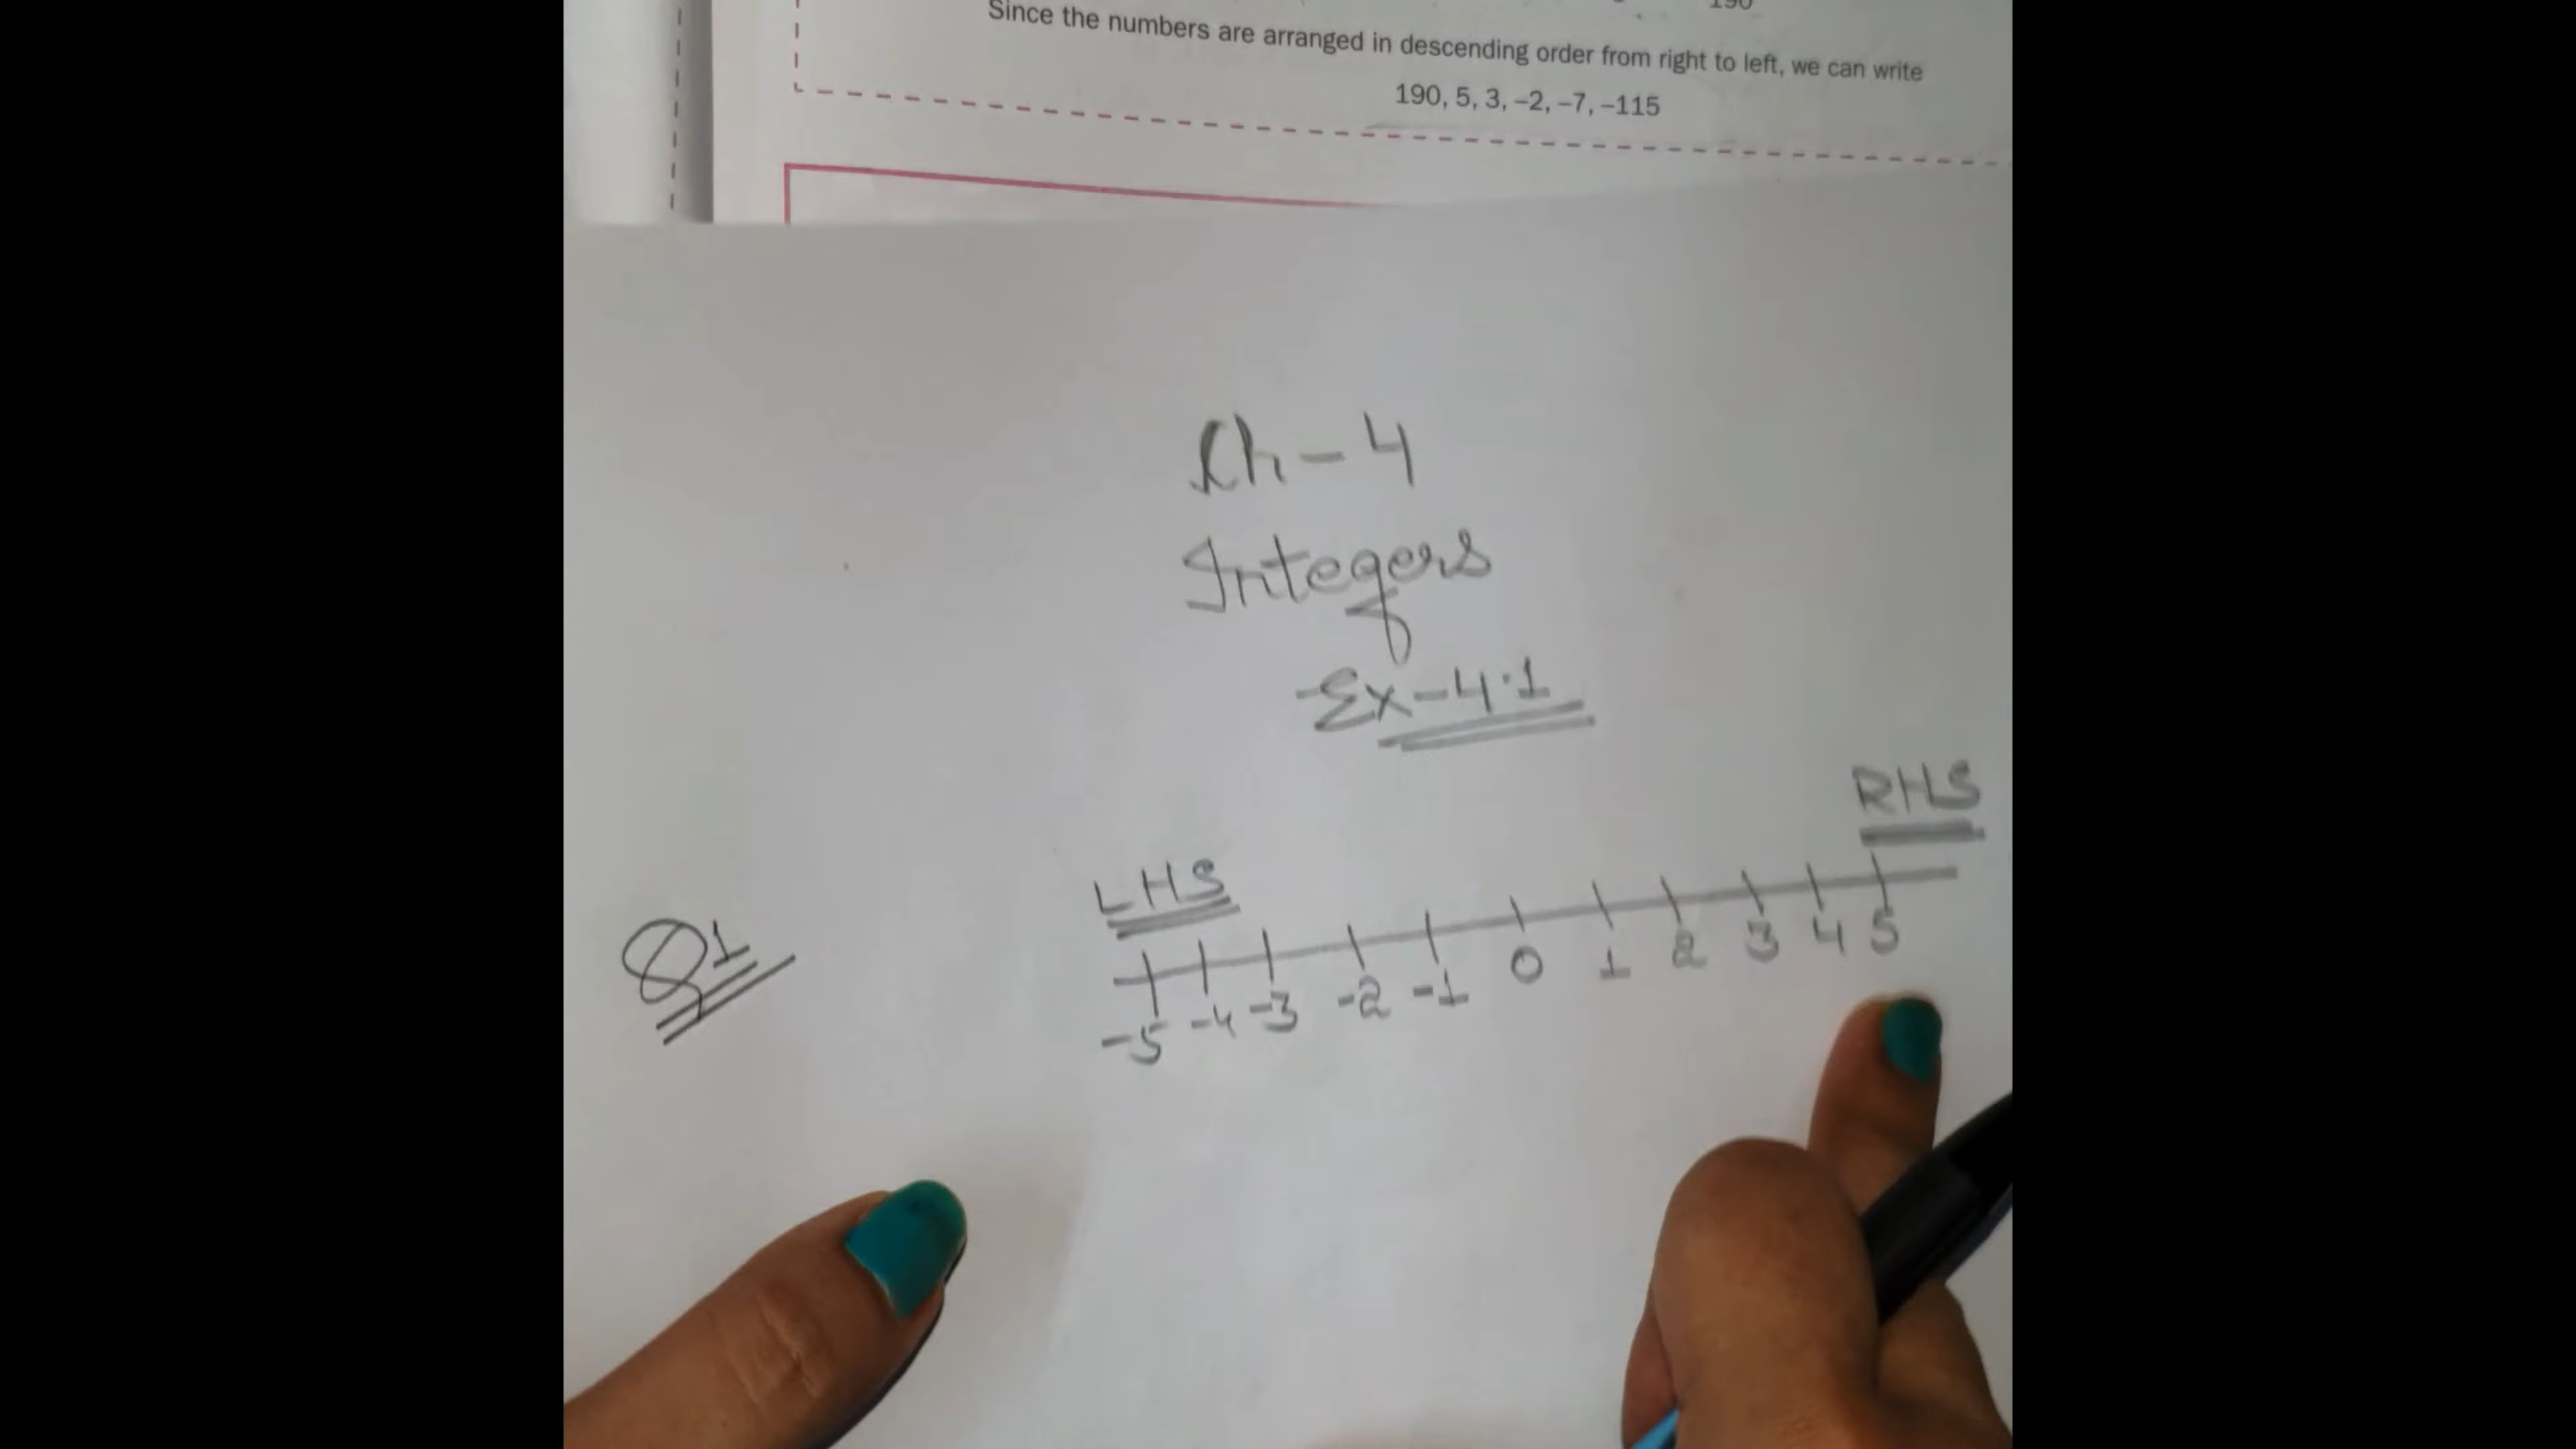 Since the numbers are arranged in descending order from right to left, we can write
190, 5, 3, –2, –7, –115
Ch - 4
Integers
Ex - 4.1
RHS
LHS
Q1
-5 -4 -3 -2 -1 0 1 2 3 4 5